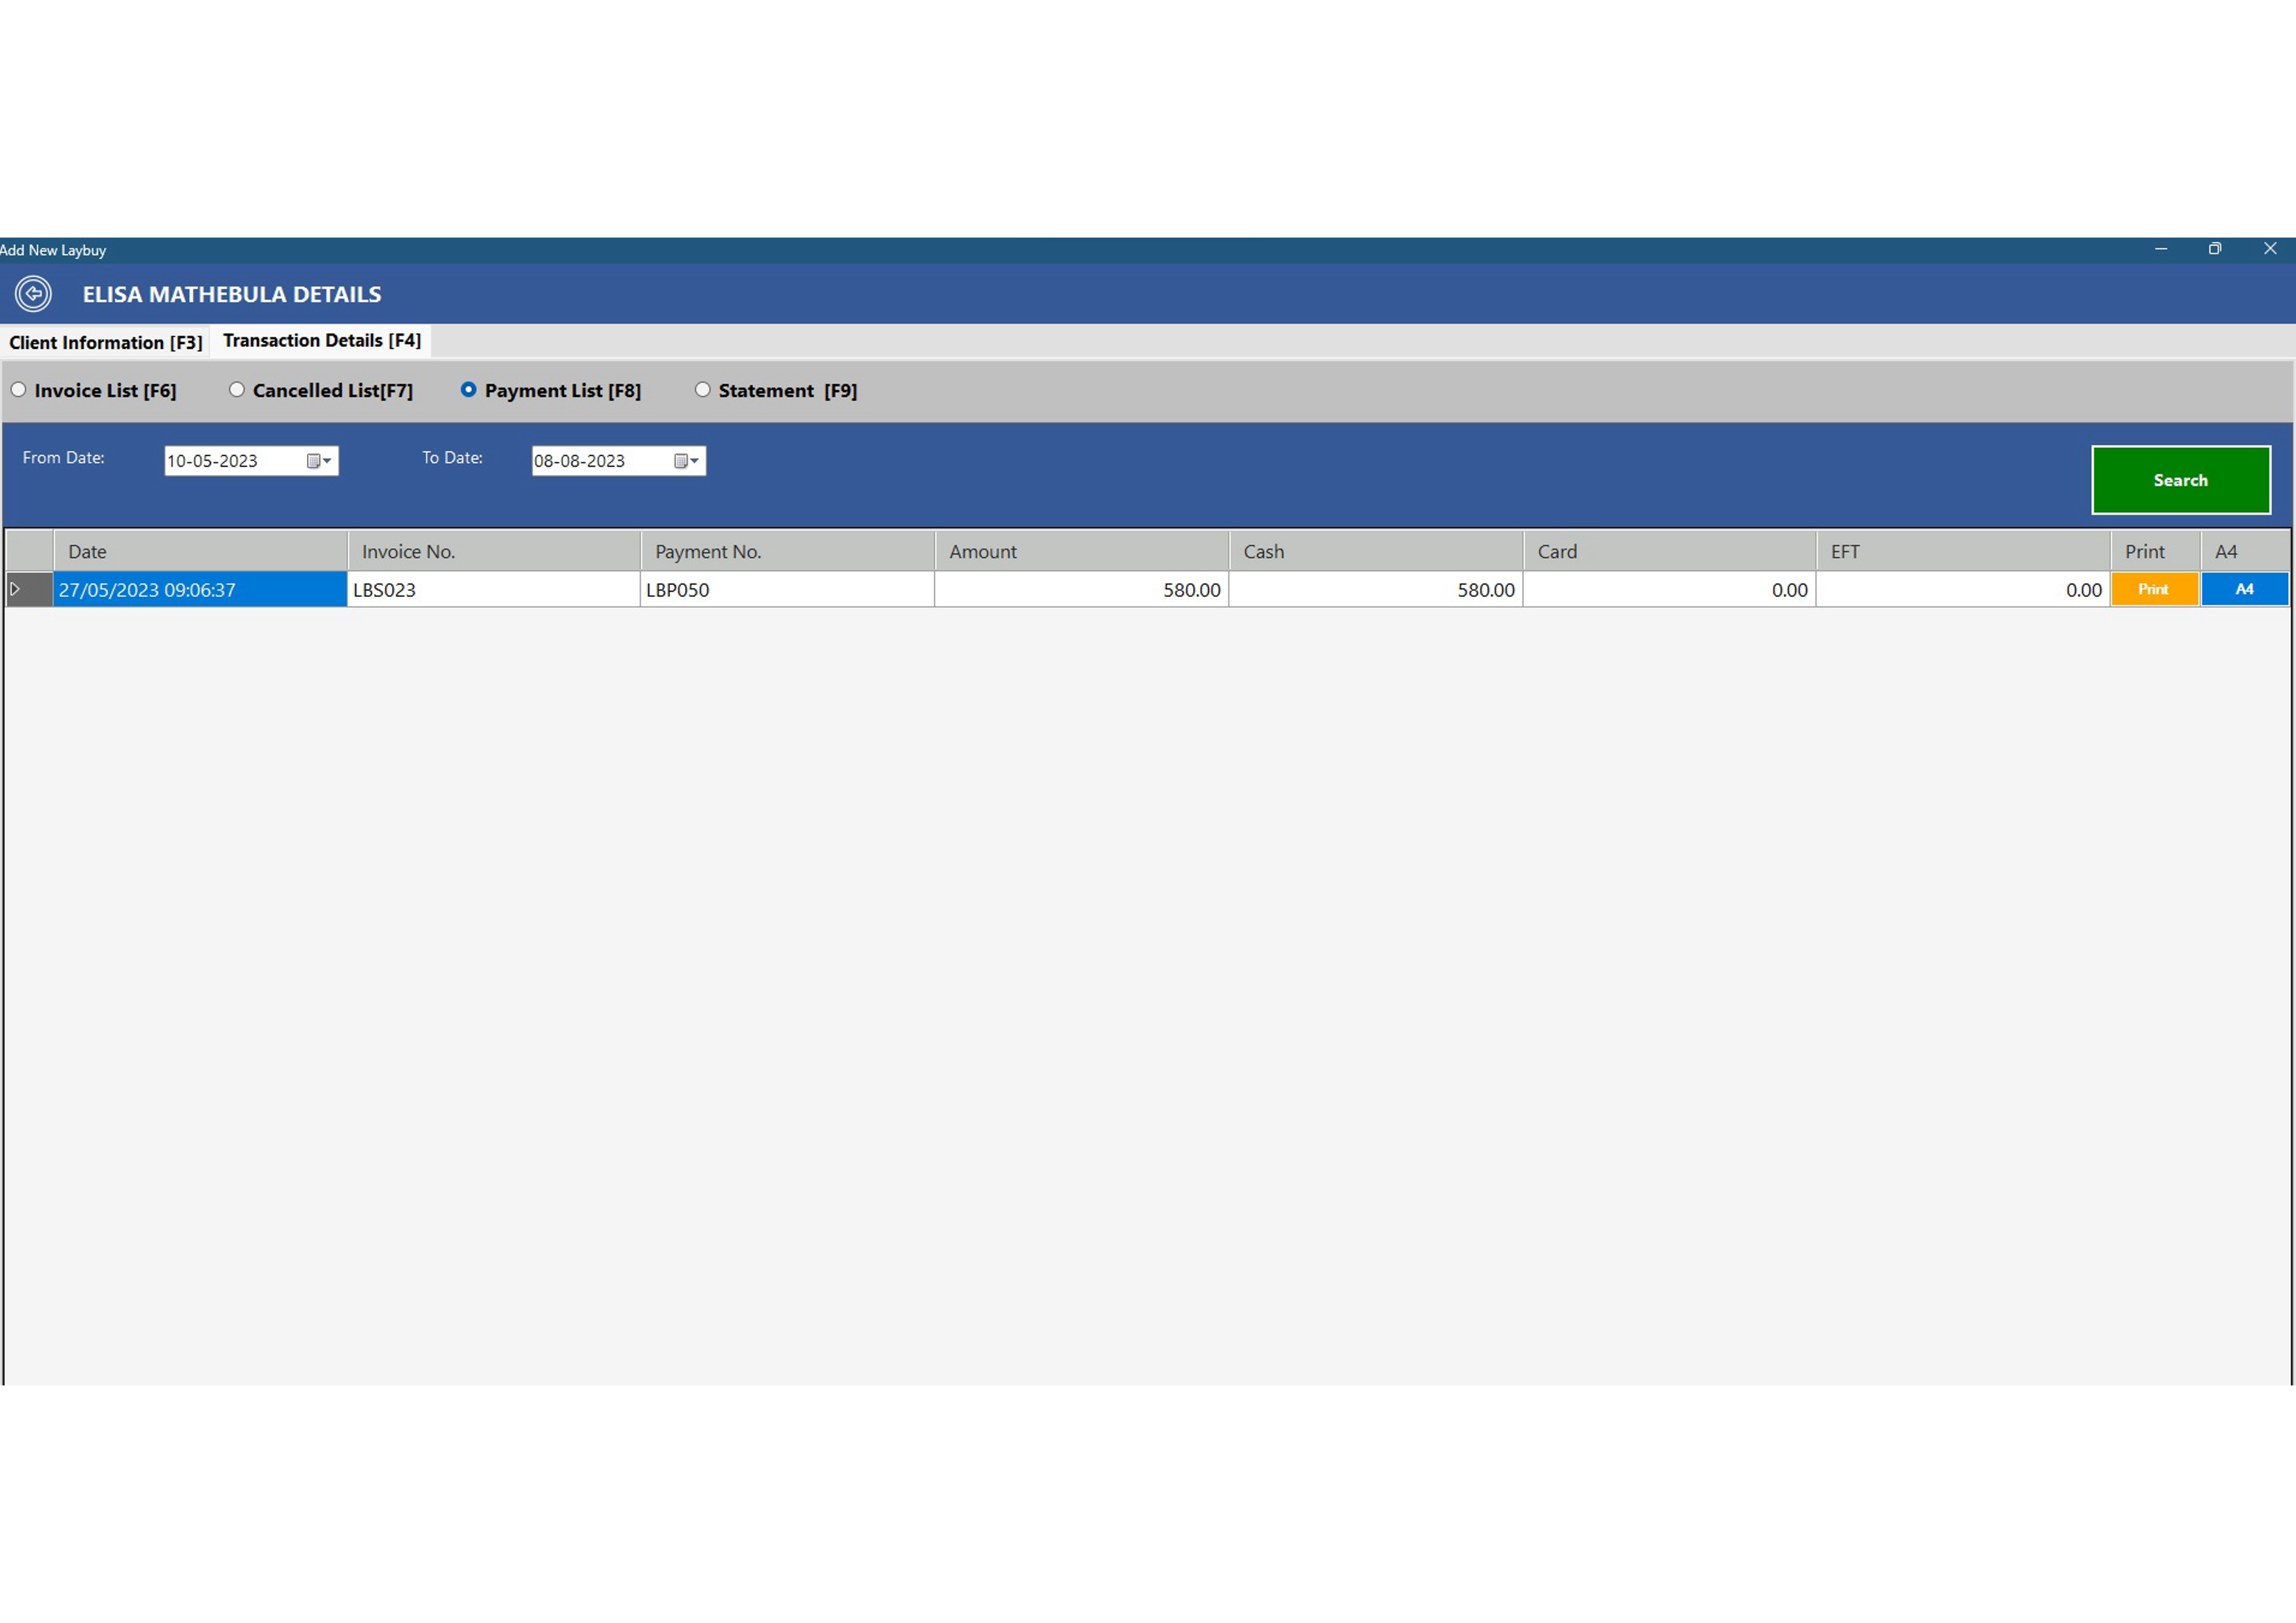 Add New Laybuy
ELISA MATHEBULA DETAILS
Client Information [F3] Transaction Details [F4]
Invoice List [F6] Cancelled List[F7] Payment List [F8] Statement [F9]
From Date: 10-05-2023 To Date: 08-08-2023
Search
Date Invoice No. Payment No. Amount Cash Card EFT Print A4
27/05/2023 09:06:37 LBS023 LBP050 580.00 580.00 0.00 0.00 Print A4